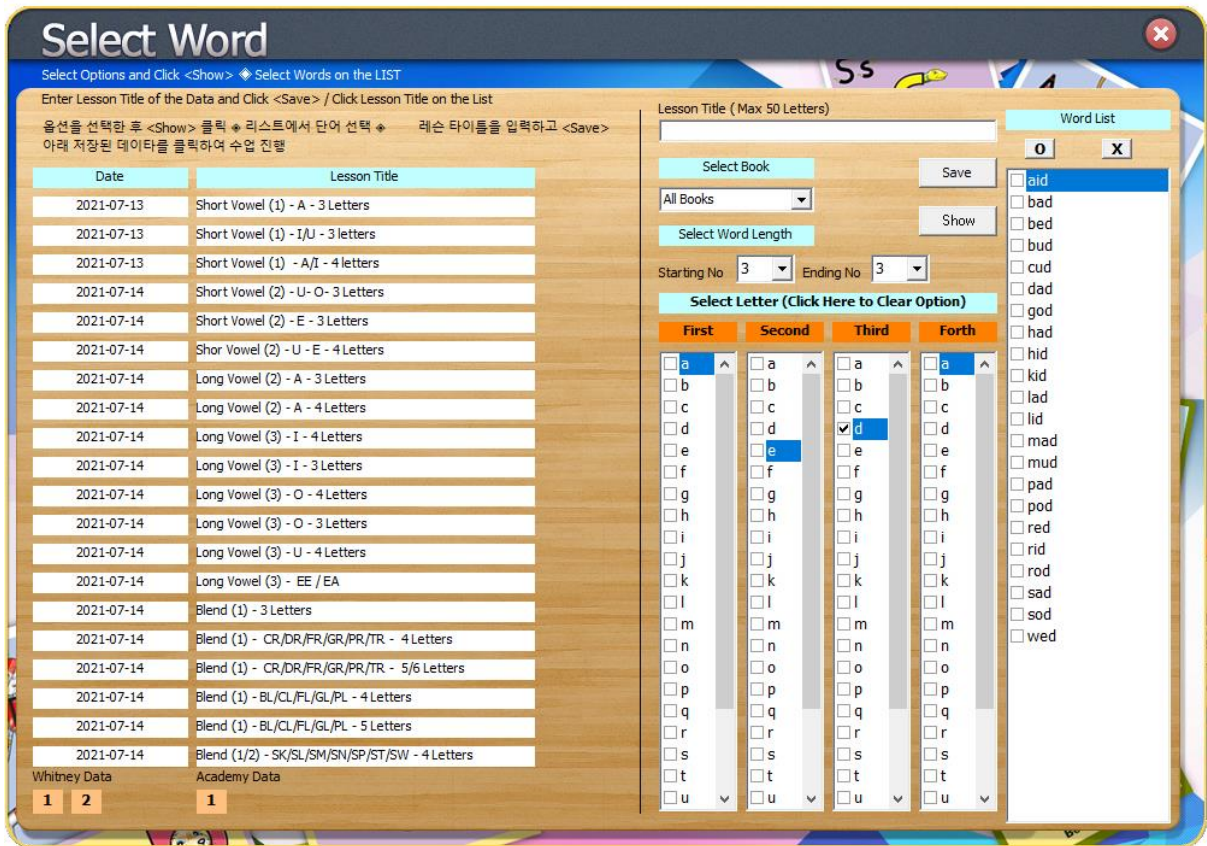 Select Word
Select Options and Click <Show> ◈ Select Words on the LIST
Enter Lesson Title of the Data and Click <Save> / Click Lesson Title on the List
옵션을 선택한 후 <Show> 클릭 ◈ 리스트에서 단어 선택 ◈ 레슨 타이틀을 입력하고 <Save>
아래 저장된 데이타를 클릭하여 수업 진행
Date Lesson Title
2021-07-13 Short Vowel (1) - A - 3 Letters
2021-07-13 Short Vowel (1) - I/U - 3 letters
2021-07-13 Short Vowel (1) - A/I - 4 letters
2021-07-14 Short Vowel (2) - U- O- 3 Letters
2021-07-14 Short Vowel (2) - E - 3 Letters
2021-07-14 Shor Vowel (2) - U - E - 4 Letters
2021-07-14 Long Vowel (2) - A - 3 Letters
2021-07-14 Long Vowel (2) - A - 4 Letters
2021-07-14 Long Vowel (3) - I - 4 Letters
2021-07-14 Long Vowel (3) - I - 3 Letters
2021-07-14 Long Vowel (3) - O - 4 Letters
2021-07-14 Long Vowel (3) - O - 3 Letters
2021-07-14 Long Vowel (3) - U - 4 Letters
2021-07-14 Long Vowel (3) - EE / EA
2021-07-14 Blend (1) - 3 Letters
2021-07-14 Blend (1) - CR/DR/FR/GR/PR/TR - 4 Letters
2021-07-14 Blend (1) - CR/DR/FR/GR/PR/TR - 5/6 Letters
2021-07-14 Blend (1) - BL/CL/FL/GL/PL - 4 Letters
2021-07-14 Blend (1) - BL/CL/FL/GL/PL - 5 Letters
2021-07-14 Blend (1/2) - SK/SL/SM/SN/SP/ST/SW - 4 Letters
Whitney Data Academy Data
1 2 1
Ss
Lesson Title ( Max 50 Letters)
Select Book
Save
All Books
Show
Select Word Length
Starting No 3 Ending No 3
Select Letter (Click Here to Clear Option)
First Second Third Forth
a a a a
b b b b
c c c c
d d d d
e e e e
f f f f
g g g g
h h h h
i i i i
j j j j
k k k k
l l l l
m m m m
n n n n
o o o o
p p p p
q q q q
r r r r
s s s s
t t t t
u u u u
Word List
O X
aid
bad
bed
bud
cud
dad
god
had
hid
kid
lad
lid
mad
mud
pad
pod
red
rid
rod
sad
sod
wed